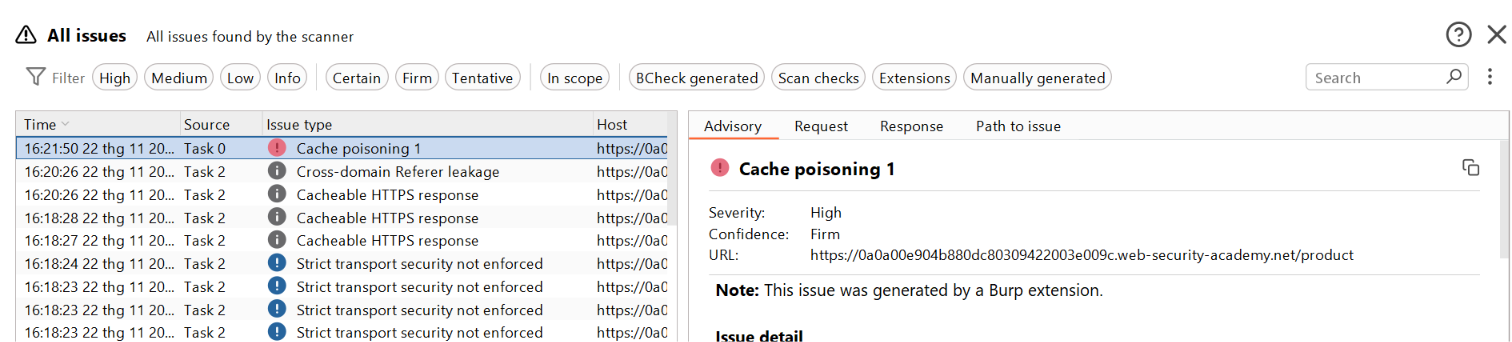 All issues All issues found by the scanner
Filter High Medium Low Info Certain Firm Tentative In scope BCheck generated Scan checks Extensions Manually generated Search
Time Source Issue type Host
16:21:50 22 thg 11 20... Task 0 Cache poisoning 1 https://0a0
16:20:26 22 thg 11 20... Task 2 Cross-domain Referer leakage https://0a0
16:20:26 22 thg 11 20... Task 2 Cacheable HTTPS response https://0a0
16:18:28 22 thg 11 20... Task 2 Cacheable HTTPS response https://0a0
16:18:27 22 thg 11 20... Task 2 Cacheable HTTPS response https://0a0
16:18:24 22 thg 11 20... Task 2 Strict transport security not enforced https://0a0
16:18:23 22 thg 11 20... Task 2 Strict transport security not enforced https://0a0
16:18:23 22 thg 11 20... Task 2 Strict transport security not enforced https://0a0
16:18:23 22 thg 11 20... Task 2 Strict transport security not enforced https://0a0
Advisory Request Response Path to issue
Cache poisoning 1
Severity: High
Confidence: Firm
URL: https://0a0a00e904b880dc80309422003e009c.web-security-academy.net/product
Note: This issue was generated by a Burp extension.
Issue detail